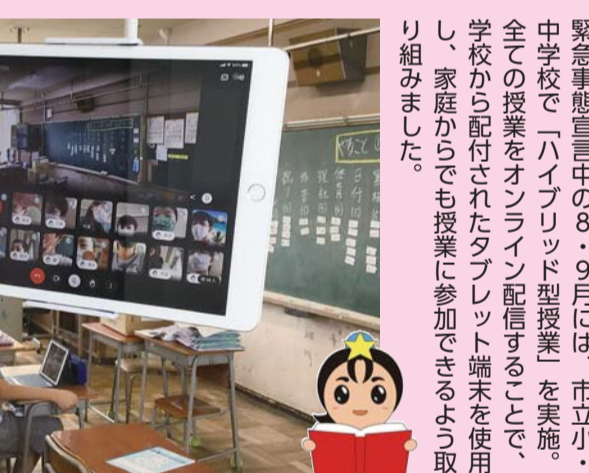 緊急事態宣言中の8・9月には、市立小・
中学校で「ハイブリッド型授業」を実施。
全ての授業をオンライン配信することで、
学校から配付されたタブレット端末を使用
し、家庭からでも授業に参加できるよう取
り組みました。